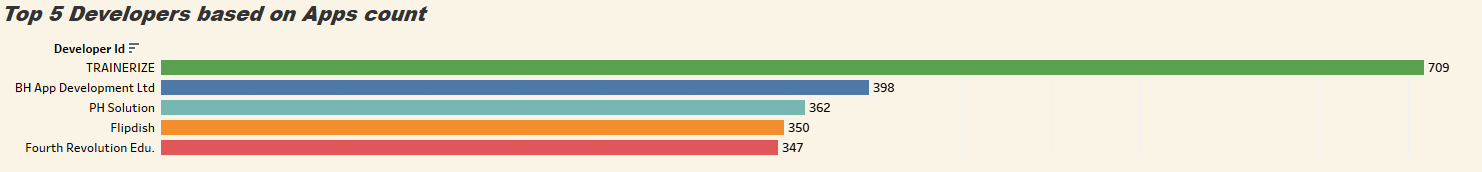 Top 5 Developers based on Apps count
Developer Id
TRAINERIZE 709
BH App Development Ltd 398
PH Solution 362
Flipdish 350
Fourth Revolution Edu. 347